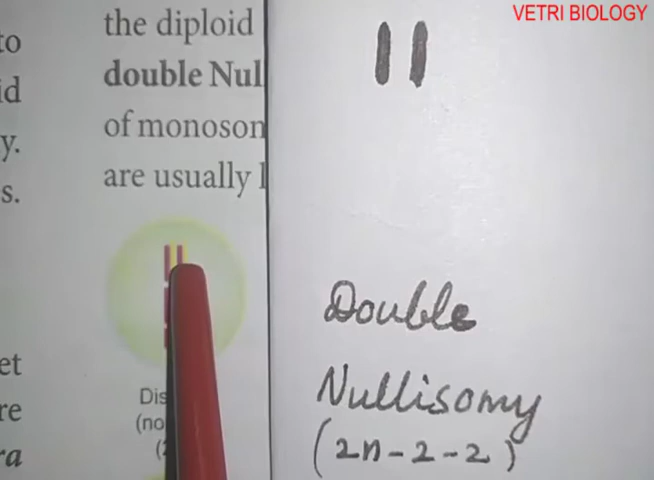 VETRI BIOLOGY
to
id
y.
s.
et
re
ra
the diploid
double Nul
of monoson
are usually l
Dis
(no
(2
Double
Nullisomy
(2n-2-2)